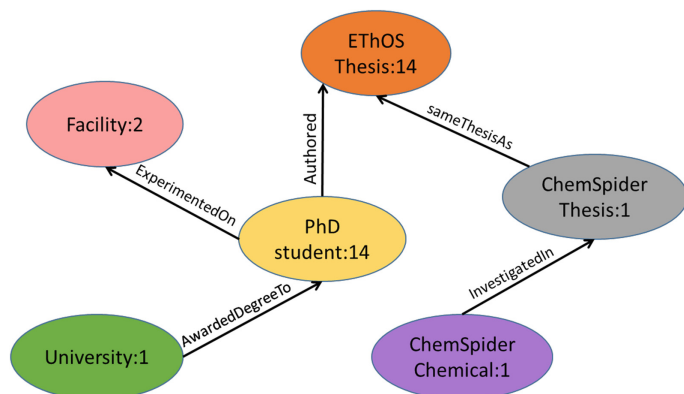 EThOS
Thesis:14
Facility:2
sameThesisAs
Authored
ExperimentedOn
ChemSpider
Thesis:1
PhD
student:14
InvestigatedIn
AwardedDegreeTo
University:1
ChemSpider
Chemical:1